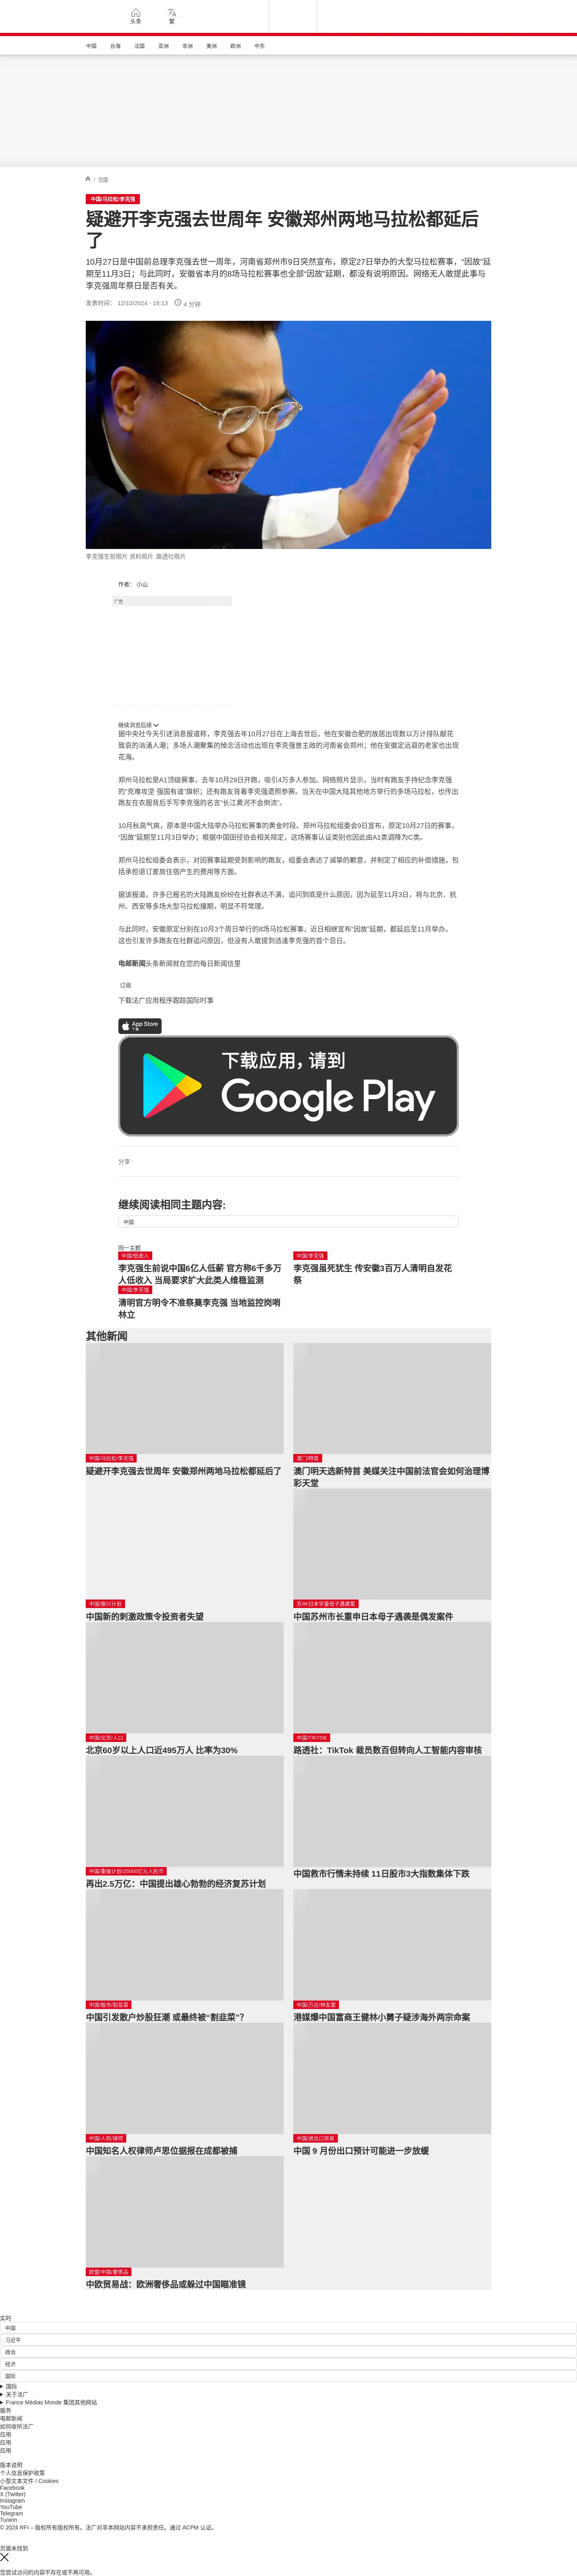 头条
繁
中国
台海
法国
亚洲
非洲
美洲
欧洲
中东
/ 中国
中国/马拉松/李克强
疑避开李克强去世周年 安徽郑州两地马拉松都延后
了
10月27日是中国前总理李克强去世一周年，河南省郑州市9日突然宣布，原定27日举办的大型马拉松赛事，“因故”延
期至11月3日；与此同时，安徽省本月的8场马拉松赛事也全部“因故”延期，都没有说明原因。网络无人敢提此事与
李克强周年祭日是否有关。
发表时间： 12/10/2024 - 16:13
4 分钟
李克强生前照片 资料照片 路透社照片
作者： 小山
广告
继续浏览后续
据中央社今天引述消息报道称，李克强去年10月27日在上海去世后，他在安徽合肥的故居出现数以万计排队献花
致哀的汹涌人潮；多场人潮聚集的悼念活动也出现在李克强曾主政的河南省会郑州；他在安徽定远县的老家也出现
花海。
郑州马拉松是A1顶级赛事，去年10月29日开跑，吸引4万多人参加。网络照片显示，当时有跑友手持纪念李克强
的“克难攻坚 强国有道”旗帜；还有跑友背着李克强遗照参赛。当天在中国大陆其他地方举行的多场马拉松，也传出
跑友在衣服背后手写李克强的名言“长江黄河不会倒流”。
10月秋高气爽，原本是中国大陆举办马拉松赛事的黄金时段。郑州马拉松组委会9日宣布，原定10月27日的赛事，
“因故”延期至11月3日举办；根据中国田径协会相关规定，这场赛事认证类别也因此由A1类调降为C类。
郑州马拉松组委会表示，对因赛事延期受到影响的跑友，组委会表达了诚挚的歉意，并制定了相应的补偿措施，包
括承担退订差旅住宿产生的费用等方面。
据该报道，许多已报名的大陆跑友纷纷在社群表达不满，追问到底是什么原因，因为延至11月3日，将与北京、杭
州、西安等多场大型马拉松撞期，明显不符常理。
与此同时，安徽原定分别在10月3个周日举行的8场马拉松赛事，近日相继宣布“因故”延期，都延后至11月举办。
这也引发许多跑友在社群追问原因，但没有人敢提到适逢李克强的首个忌日。
电邮新闻头条新闻就在您的每日新闻信里
订阅
下载法广应用程序跟踪国际时事
App Store
下载
下载应用，请到
Google Play
分享 :
继续阅读相同主题内容:
中国
同一主题
中国/低收入
李克强生前说中国6亿人低薪 官方称6千多万
人低收入 当局要求扩大此类人维稳监测
中国/李克强
李克强虽死犹生 传安徽3百万人清明自发花
祭
中国/李克强
清明官方明令不准祭奠李克强 当地监控岗哨
林立
其他新闻
中国/马拉松/李克强
疑避开李克强去世周年 安徽郑州两地马拉松都延后了
澳门/特首
澳门明天选新特首 美媒关注中国前法官会如何治理博
彩天堂
中国/振兴计划
中国新的刺激政策令投资者失望
苏州/日本学童母子遇袭案
中国苏州市长重申日本母子遇袭是偶发案件
中国/北京/人口
北京60岁以上人口近495万人 比率为30%
中国/TIKTOK
路透社：TikTok 裁员数百但转向人工智能内容审核
中国/重振计划/25000亿元人民币
再出2.5万亿：中国提出雄心勃勃的经济复苏计划
中国救市行情未持续 11日股市3大指数集体下跌
中国/股市/割韭菜
中国引发散户炒股狂潮 或最终被“割韭菜”？
中国/万达/林友案
港媒爆中国富商王健林小舅子疑涉海外两宗命案
中国/人权/律师
中国知名人权律师卢思位据报在成都被捕
中国/进出口贸易
中国 9 月份出口预计可能进一步放缓
欧盟/中国/奢侈品
中欧贸易战：欧洲奢侈品或躲过中国瞄准镜
实时
中国
习近平
政治
经济
国际
国际
关于法广
France Médias Monde 集团其他网站
服务
电邮新闻
如何收听法广
应用
应用
应用
版本说明
个人信息保护政策
小型文本文件 / Cookies
Facebook
X (Twitter)
Instagram
YouTube
Telegram
TuneIn
© 2024 RFI – 版权所有版权所有。法广对非本网站内容不承担责任。通过 ACPM 认证。
页面未找到
您尝试访问的内容不存在或不再可用。